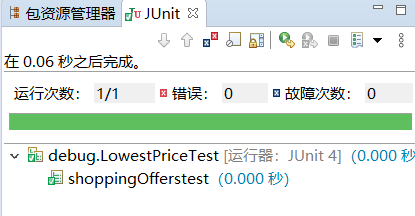 包资源管理器 JUnit
在 0.06 秒之后完成。
运行次数： 1/1 错误： 0 故障次数： 0
debug.LowestPriceTest [运行器：JUnit 4] (0.000 秒)
shoppingOfferstest (0.000 秒)